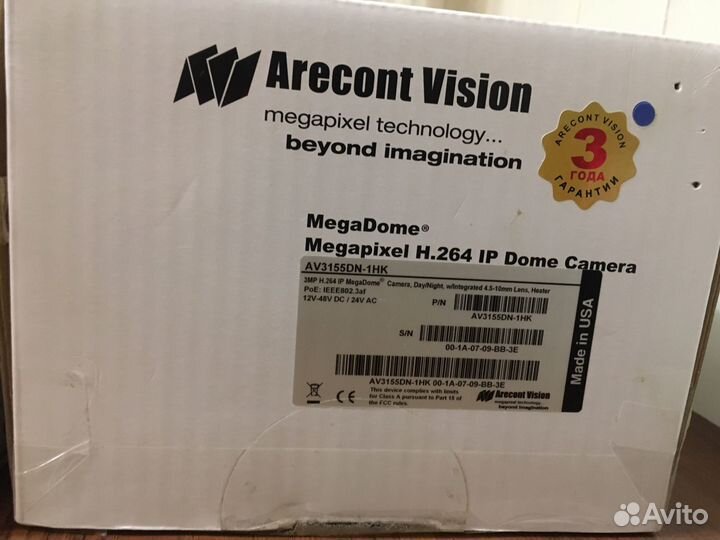 Arecont Vision
megapixel technology...
beyond imagination
ARECONT VISION
3
ГОДА
ГАРАНТИИ
MegaDome®
Megapixel H.264 IP Dome Camera
AV3155DN-1HK
3MP H.264 IP MegaDome® Camera, Day/Night, w/Integrated 4.5-10mm Lens, Heater
PoE: IEEE802.3af
12V-48V DC / 24V AC
P/N
AV3155DN-1HK
S/N
00-1A-07-09-BB-3E
AV3155DN-1HK 00-1A-07-09-BB-3E
CE
This device complies with limits
for Class A pursuant to Part 15 of
the FCC rules.
Arecont Vision
megapixel technology
beyond imagination
Made in USA
Avito